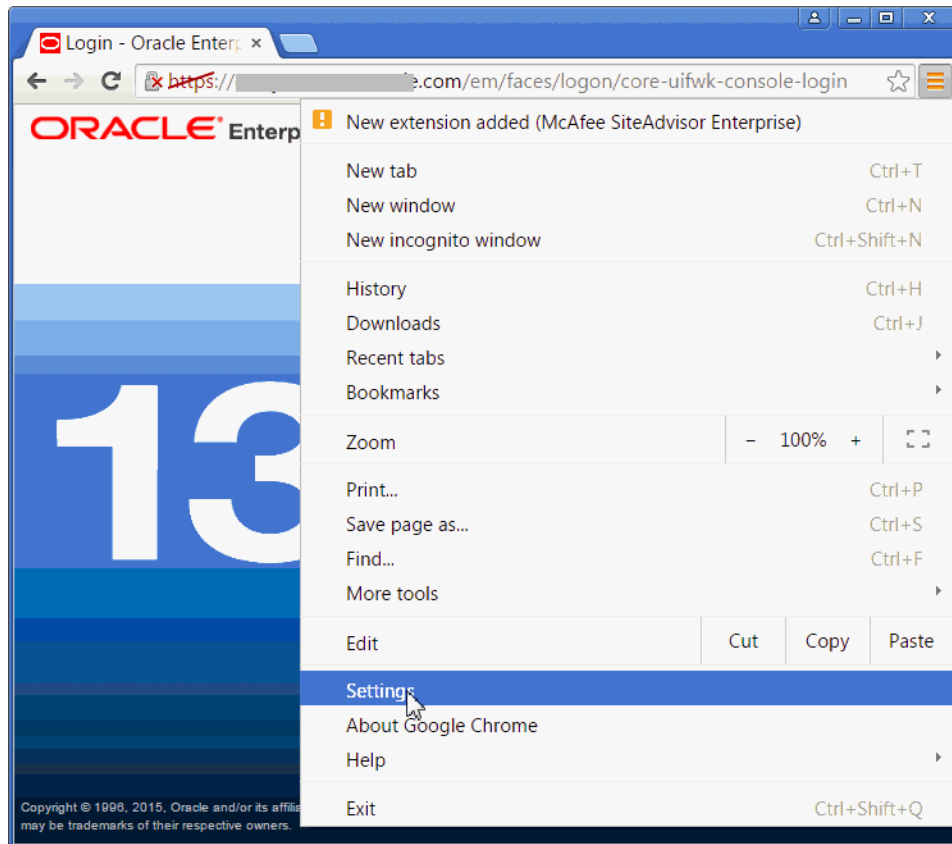 Login - Oracle Enterp
https:// .com/em/faces/logon/core-uifwk-console-login
ORACLE Enterp
New extension added (McAfee SiteAdvisor Enterprise)
New tab Ctrl+T
New window Ctrl+N
New incognito window Ctrl+Shift+N
History Ctrl+H
Downloads Ctrl+J
Recent tabs
Bookmarks
Zoom - 100% +
Print... Ctrl+P
Save page as... Ctrl+S
Find... Ctrl+F
More tools
Edit Cut Copy Paste
Settings
About Google Chrome
Help
Exit Ctrl+Shift+Q
13
Copyright © 1996, 2015, Oracle and/or its affilia
may be trademarks of their respective owners.